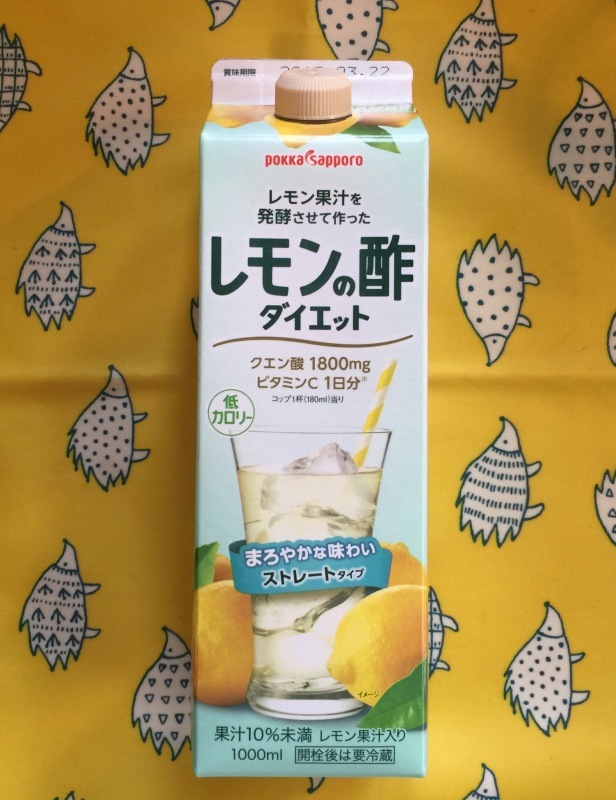 賞味期限
03.22
pokka sapporo
レモン果汁を
発酵させて作った
レモンの酢
ダイエット
クエン酸 1800mg
ビタミンC 1日分※
コップ1杯(180ml)当り
低
カロリー
まろやかな味わい
ストレートタイプ
イメージ
果汁10%未満 レモン果汁入り
1000ml 開栓後は要冷蔵